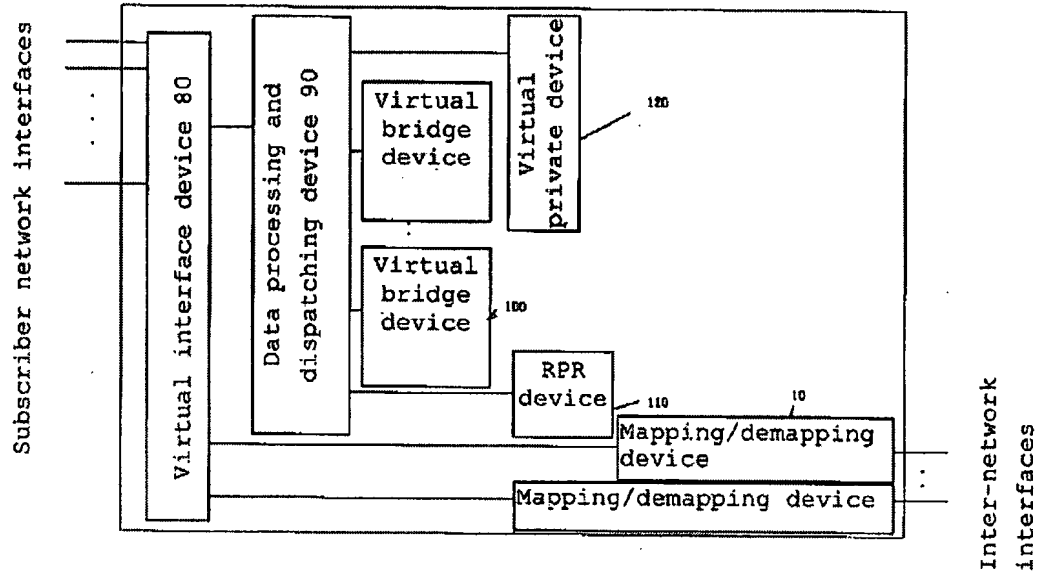 Subscriber network interfaces
Virtual interface device 80
Data processing and
dispatching device 90
Virtual
bridge
device
Virtual
private device
120
Virtual
bridge
device
100
RPR
device
110
10
Mapping/demapping
device
Mapping/demapping device
Inter-network
interfaces